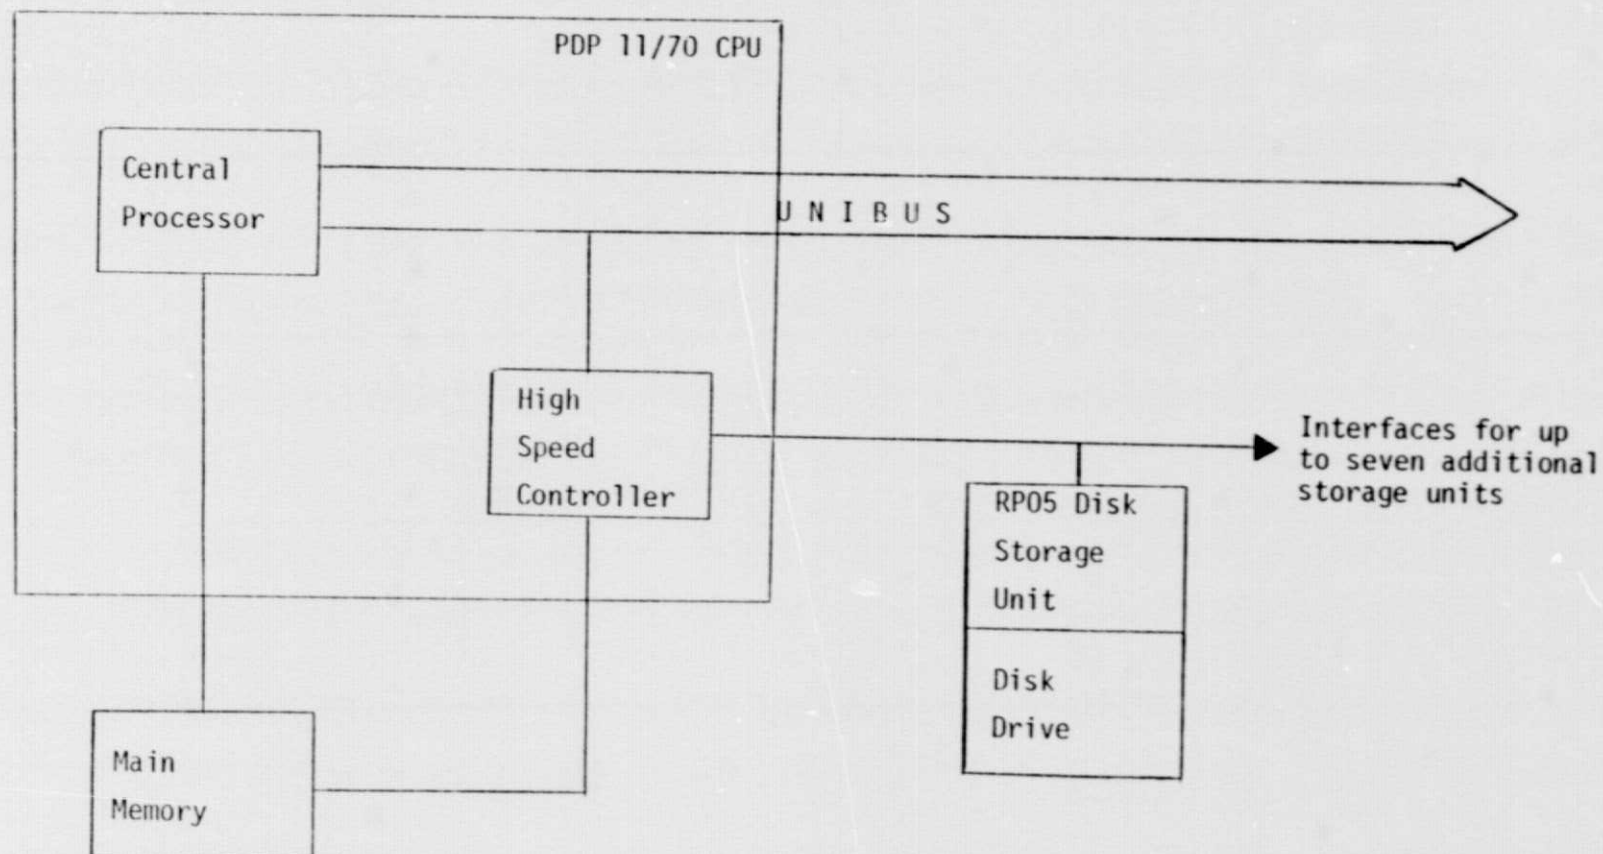 PDP 11/70 CPU
Central
Processor
U N I B U S
High
Speed
Controller
Interfaces for up
to seven additional
storage units
RP05 Disk
Storage
Unit
Disk
Drive
Main
Memory